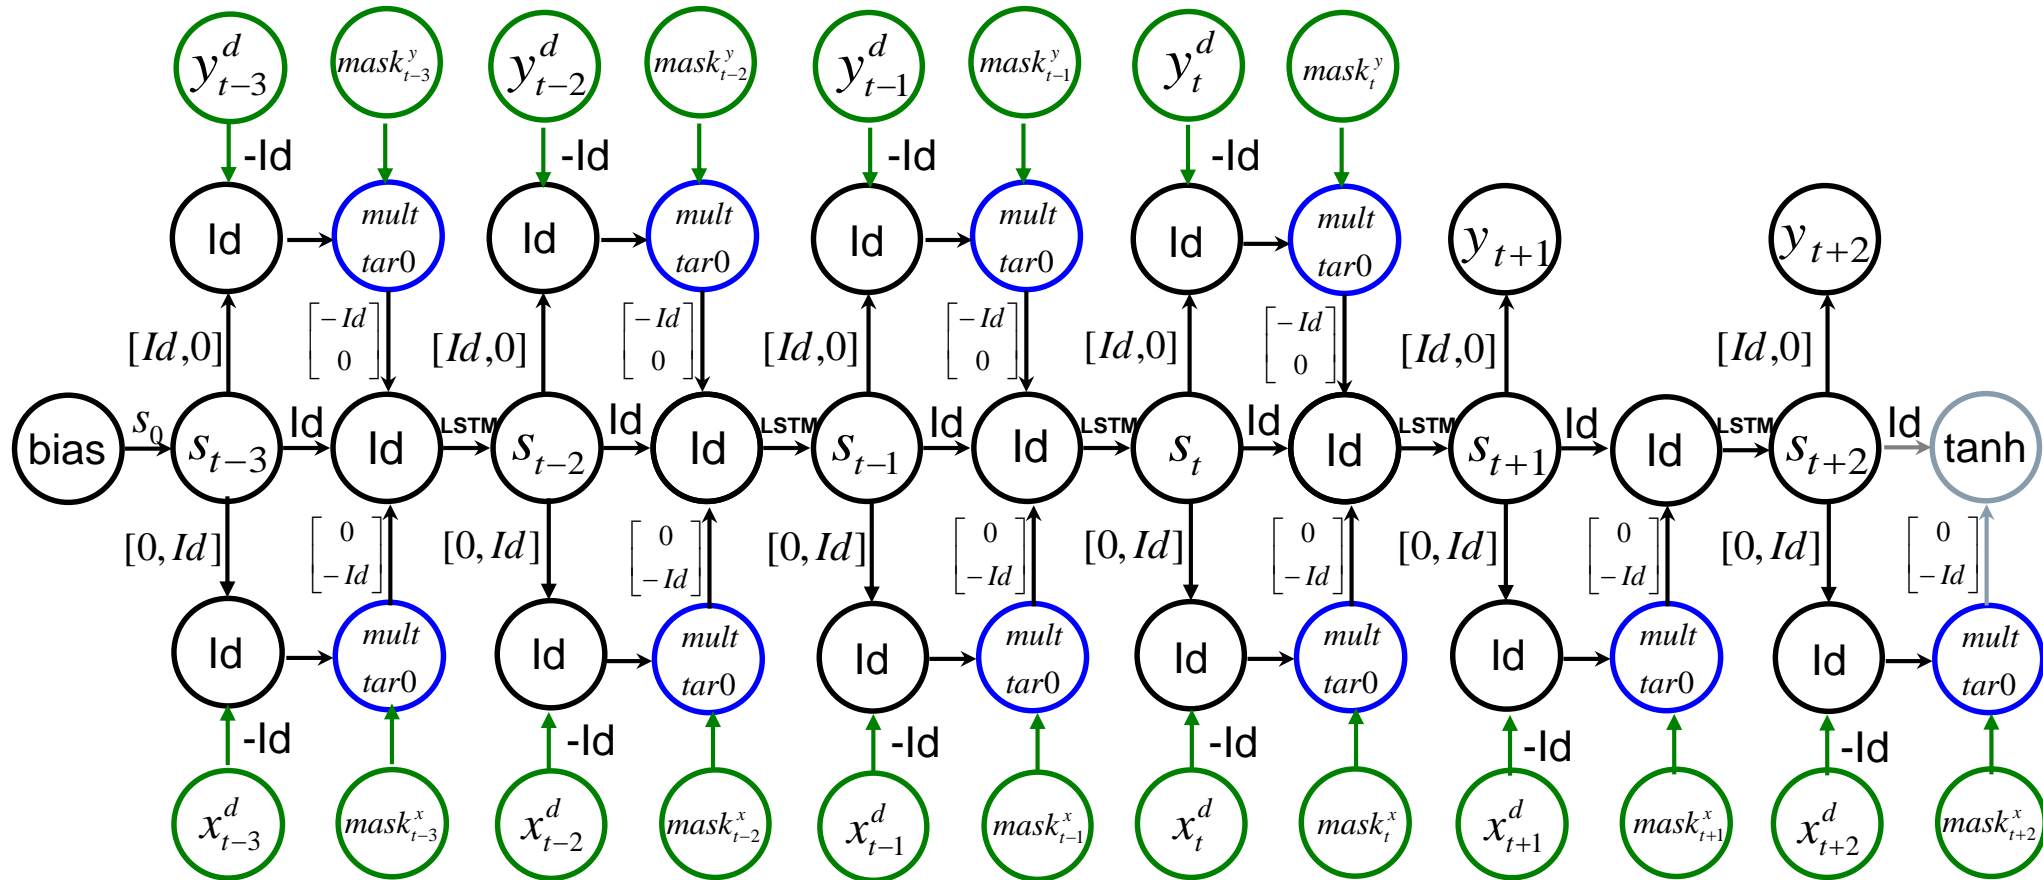 y^d_{t-3} mask^y_{t-3} y^d_{t-2} mask^y_{t-2} y^d_{t-1} mask^y_{t-1} y^d_t mask^y_t
-Id -Id -Id -Id
Id mult Id mult Id mult Id mult y_{t+1} y_{t+2}
tar0 tar0 tar0 tar0
[Id,0] [-Id [Id,0] [-Id [Id,0] [-Id [Id,0] [-Id [Id,0] [Id,0]
0] 0] 0] 0]
bias s_0 s_{t-3} Id Id LSTM s_{t-2} Id Id LSTM s_{t-1} Id Id LSTM s_t Id Id LSTM s_{t+1} Id Id LSTM s_{t+2} Id tanh
[0,Id] [0 [0,Id] [0 [0,Id] [0 [0,Id] [0 [0,Id] [0 [0,Id] [0
-Id] -Id] -Id] -Id] -Id] -Id]
Id mult Id mult Id mult Id mult Id mult Id mult
tar0 tar0 tar0 tar0 tar0 tar0
-Id -Id -Id -Id -Id -Id
x^d_{t-3} mask^x_{t-3} x^d_{t-2} mask^x_{t-2} x^d_{t-1} mask^x_{t-1} x^d_t mask^x_t x^d_{t+1} mask^x_{t+1} x^d_{t+2} mask^x_{t+2}